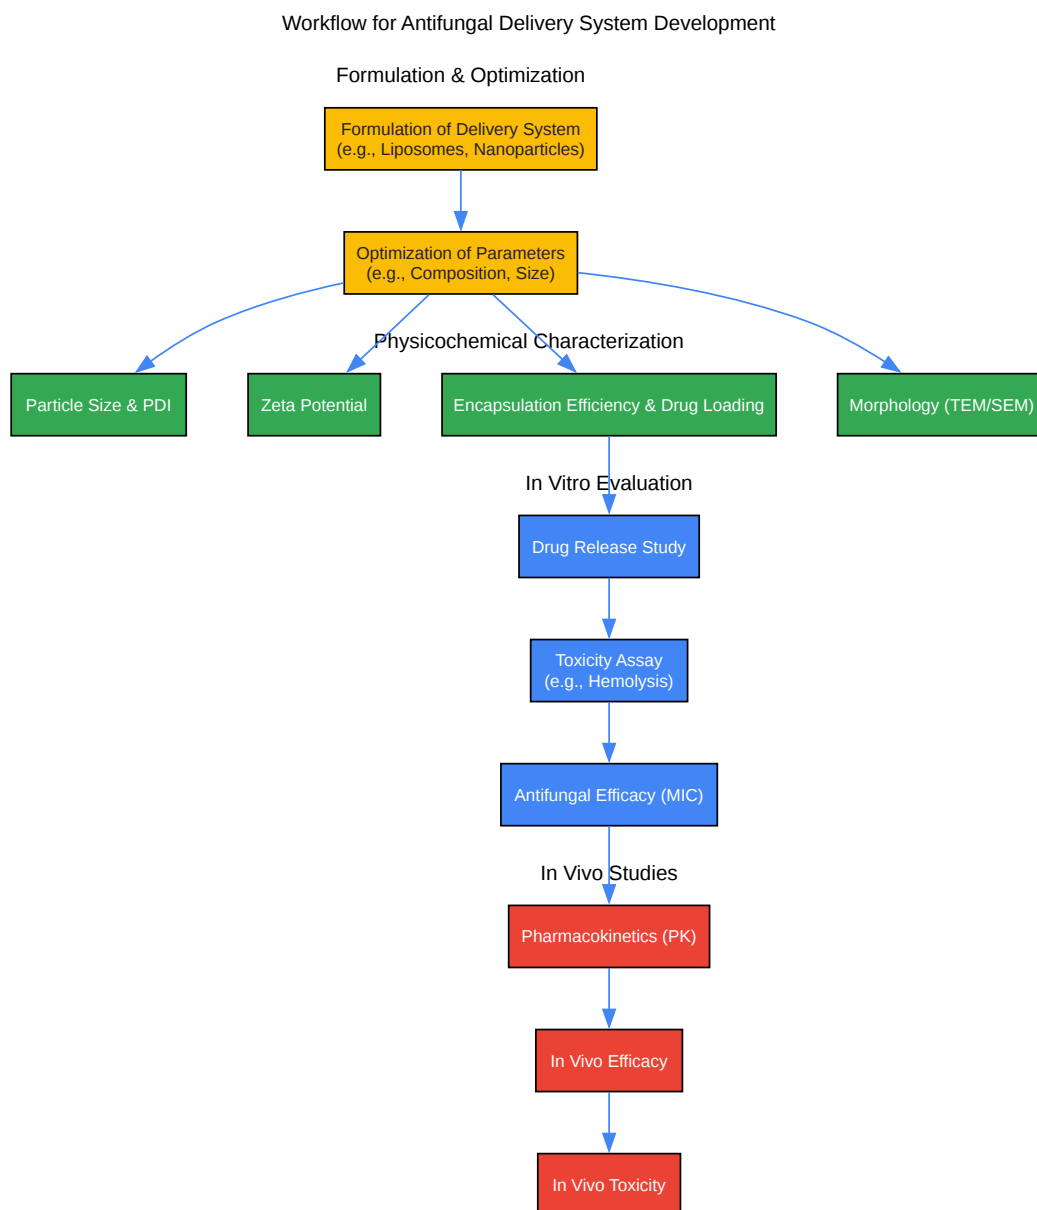 Workflow for Antifungal Delivery System Development
Formulation & Optimization
Formulation of Delivery System
(e.g., Liposomes, Nanoparticles)
Optimization of Parameters
(e.g., Composition, Size)
Physicochemical Characterization
Particle Size & PDI
Zeta Potential
Encapsulation Efficiency & Drug Loading
Morphology (TEM/SEM)
In Vitro Evaluation
Drug Release Study
Toxicity Assay
(e.g., Hemolysis)
Antifungal Efficacy (MIC)
In Vivo Studies
Pharmacokinetics (PK)
In Vivo Efficacy
In Vivo Toxicity